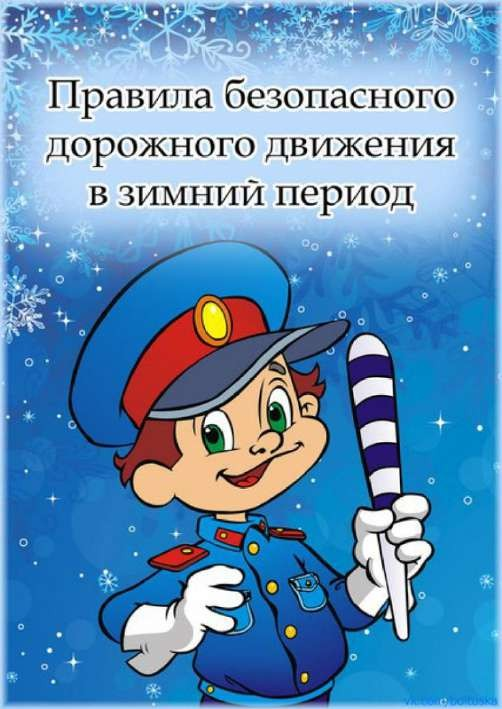 Правила безопасного
дорожного движения
в зимний период